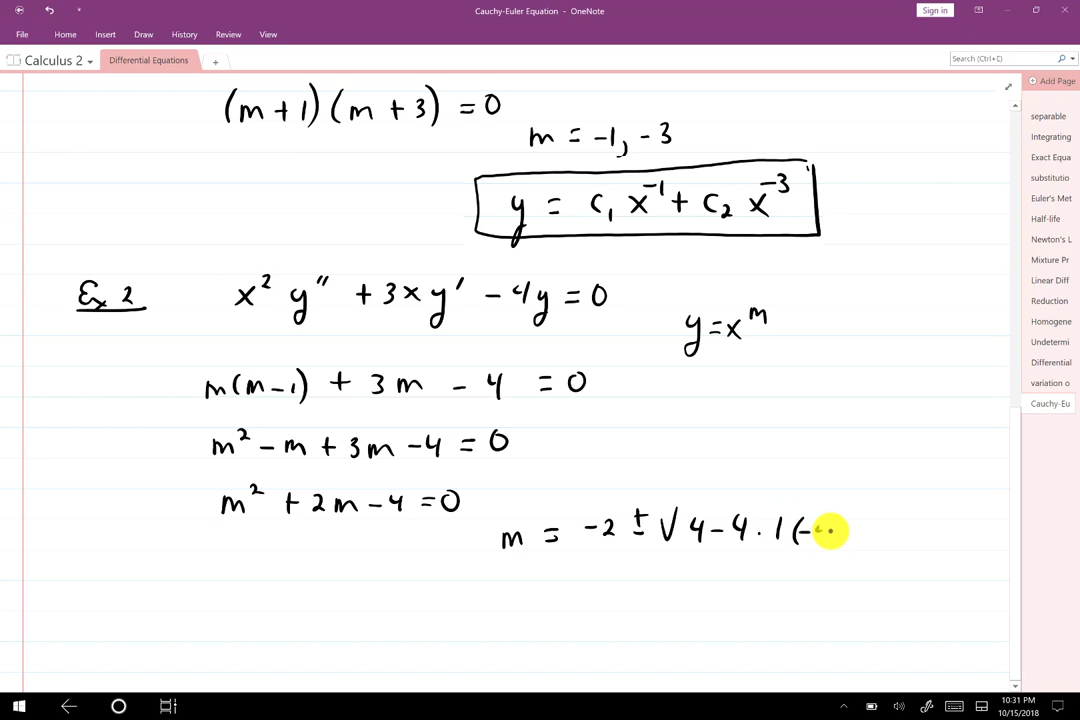 Cauchy-Euler Equation - OneNote
Sign in
File Home Insert Draw History Review View
Calculus 2 Differential Equations +
Search (Ctrl+E)
Add Page
(m + 1)(m + 3) = 0
m = -1, -3
y = c₁ x⁻¹ + c₂ x⁻³
Ex 2 x² y″ + 3xy′ - 4y = 0
y = x^m
m(m-1) + 3m - 4 = 0
m² - m + 3m - 4 = 0
m² + 2m - 4 = 0
m = -2 ± √ 4 - 4 · 1 (-
separable
Integrating
Exact Equa
substitutio
Euler's Met
Half-life
Newton's L
Mixture Pr
Linear Diff
Reduction
Homogene
Undetermi
Differential
variation o
Cauchy-Eu
10:31 PM
10/15/2018